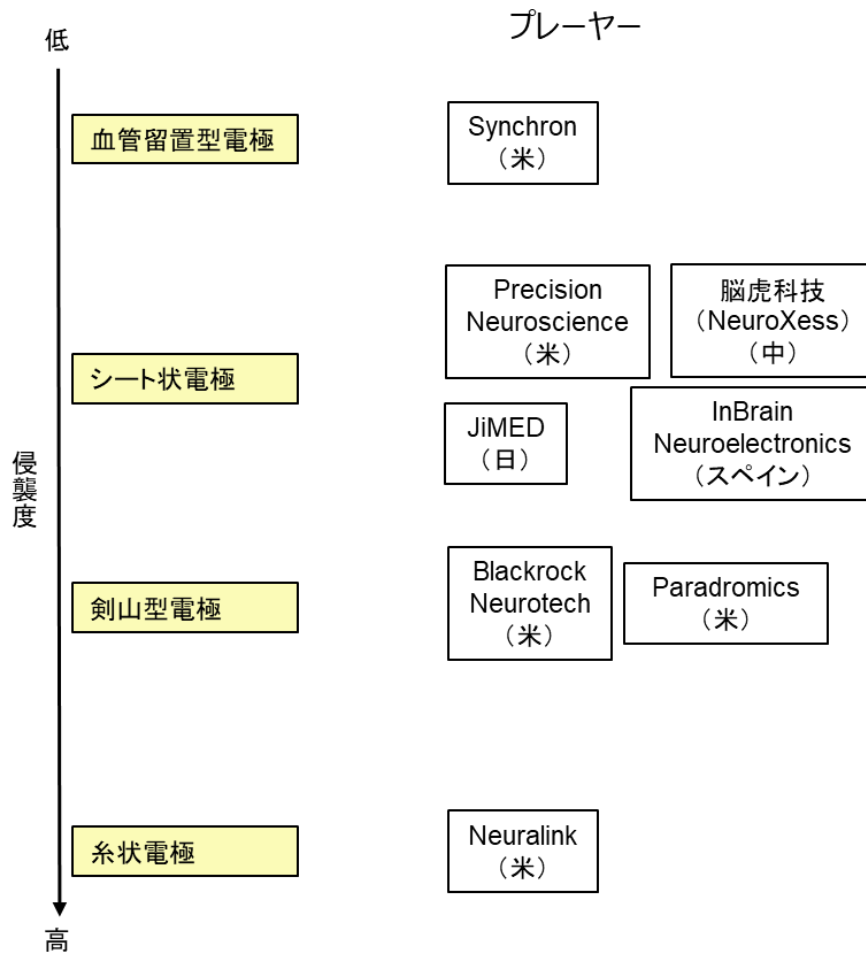 プレーヤー
低
血管留置型電極
Synchron
（米）
Precision
Neuroscience
（米）
脳虎科技
（NeuroXess）
（中）
シート状電極
JiMED
（日）
InBrain
Neuroelectronics
（スペイン）
侵襲度
剣山型電極
Blackrock
Neurotech
（米）
Paradromics
（米）
糸状電極
Neuralink
（米）
高